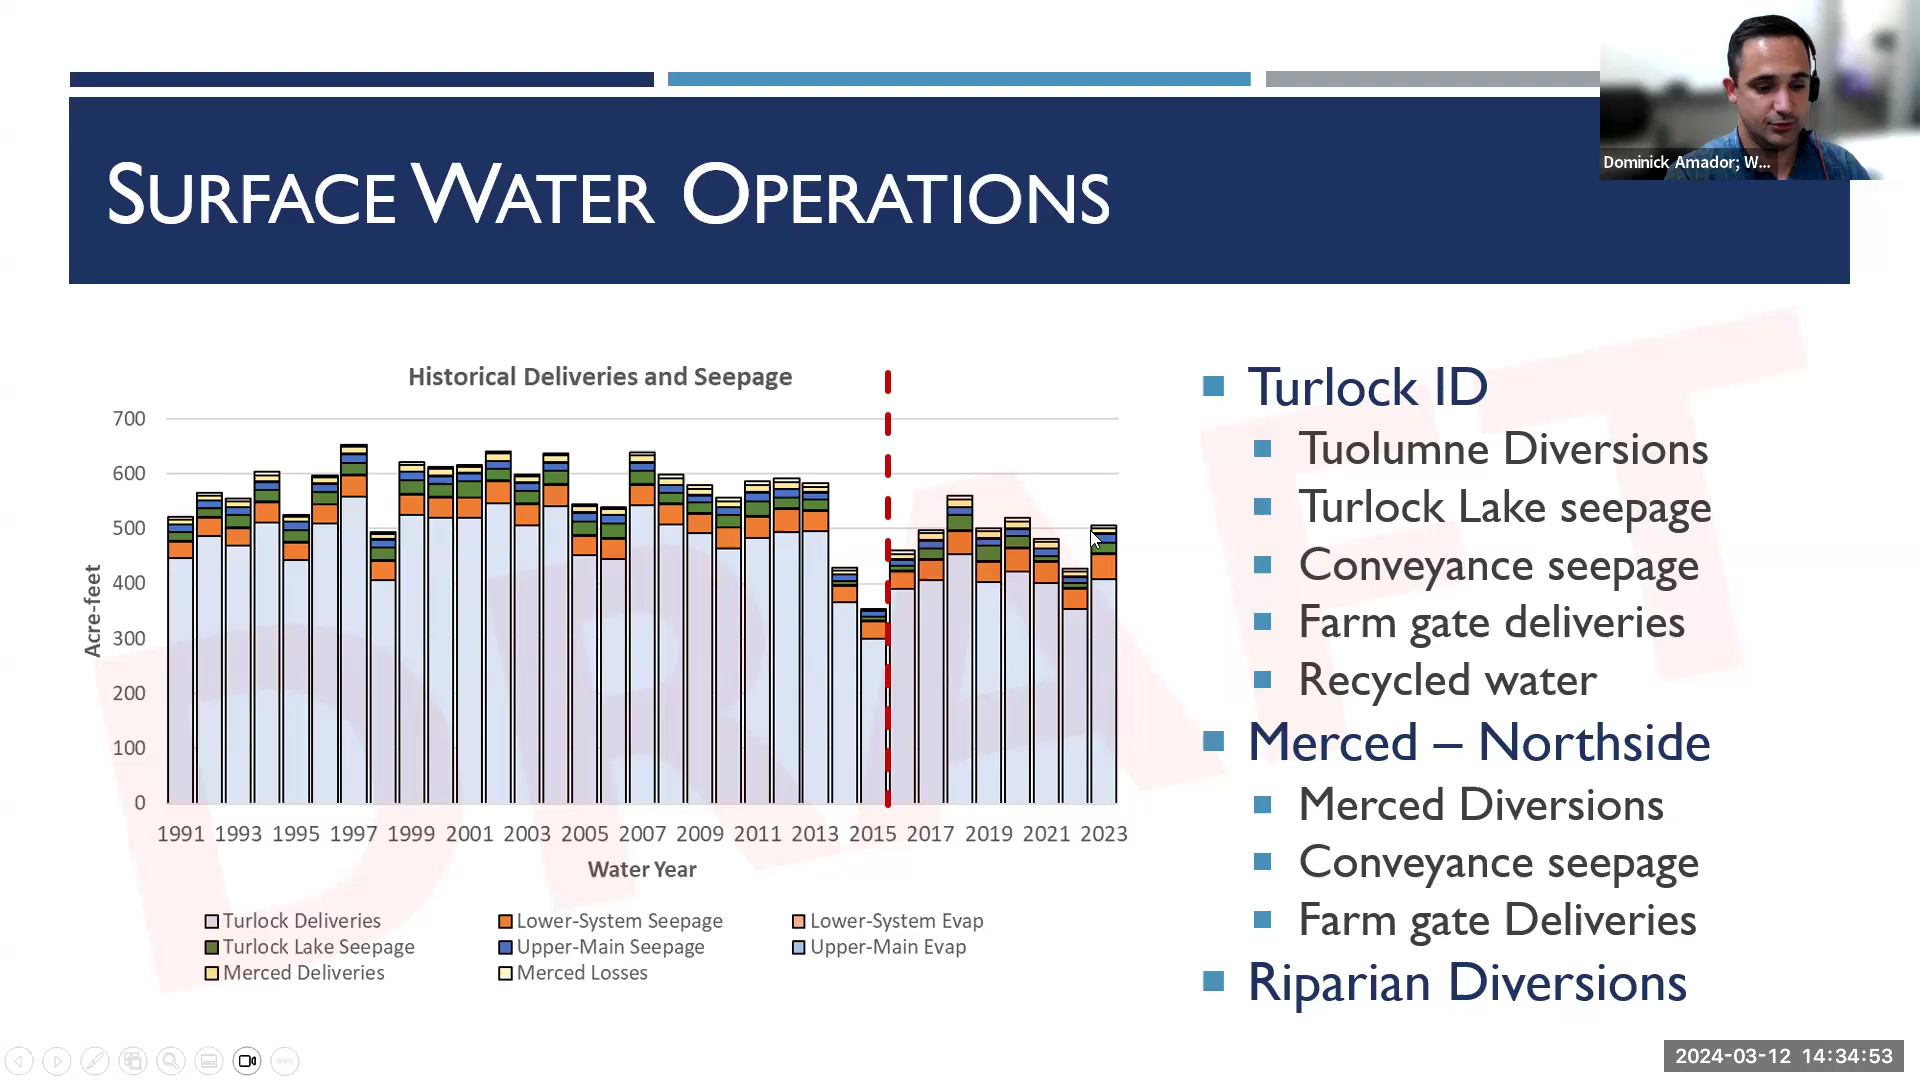 Dominick Amador; W...
SURFACE WATER OPERATIONS
Historical Deliveries and Seepage
700
600
500
400
300
200
100
0
Acre-feet
1991 1993 1995 1997 1999 2001 2003 2005 2007 2009 2011 2013 2015 2017 2019 2021 2023
Water Year
Turlock Deliveries Lower-System Seepage Lower-System Evap
Turlock Lake Seepage Upper-Main Seepage Upper-Main Evap
Merced Deliveries Merced Losses
Turlock ID
Tuolumne Diversions
Turlock Lake seepage
Conveyance seepage
Farm gate deliveries
Recycled water
Merced – Northside
Merced Diversions
Conveyance seepage
Farm gate Deliveries
Riparian Diversions
DRAFT
2024-03-12 14:34:53